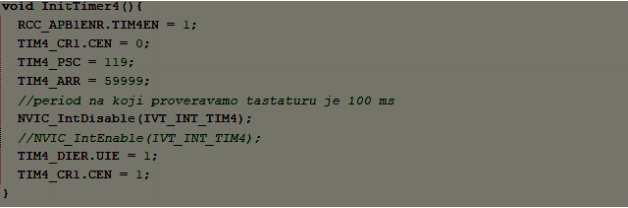 void InitTimer4(){
RCC_APB1ENR.TIM4EN = 1;
TIM4_CR1.CEN = 0;
TIM4_PSC = 119;
TIM4_ARR = 59999;
//period na koji proveravamo tastaturu je 100 ms
NVIC_IntDisable(IVT_INT_TIM4);
//NVIC_IntEnable(IVT_INT_TIM4);
TIM4_DIER.UIE = 1;
TIM4_CR1.CEN = 1;
}